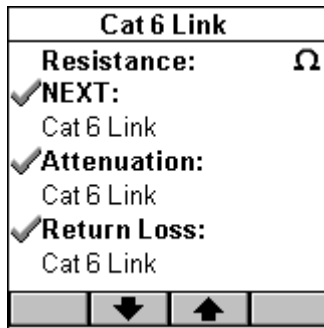 Cat 6 Link
Resistance: Ω
NEXT:
Cat 6 Link
Attenuation:
Cat 6 Link
Return Loss:
Cat 6 Link